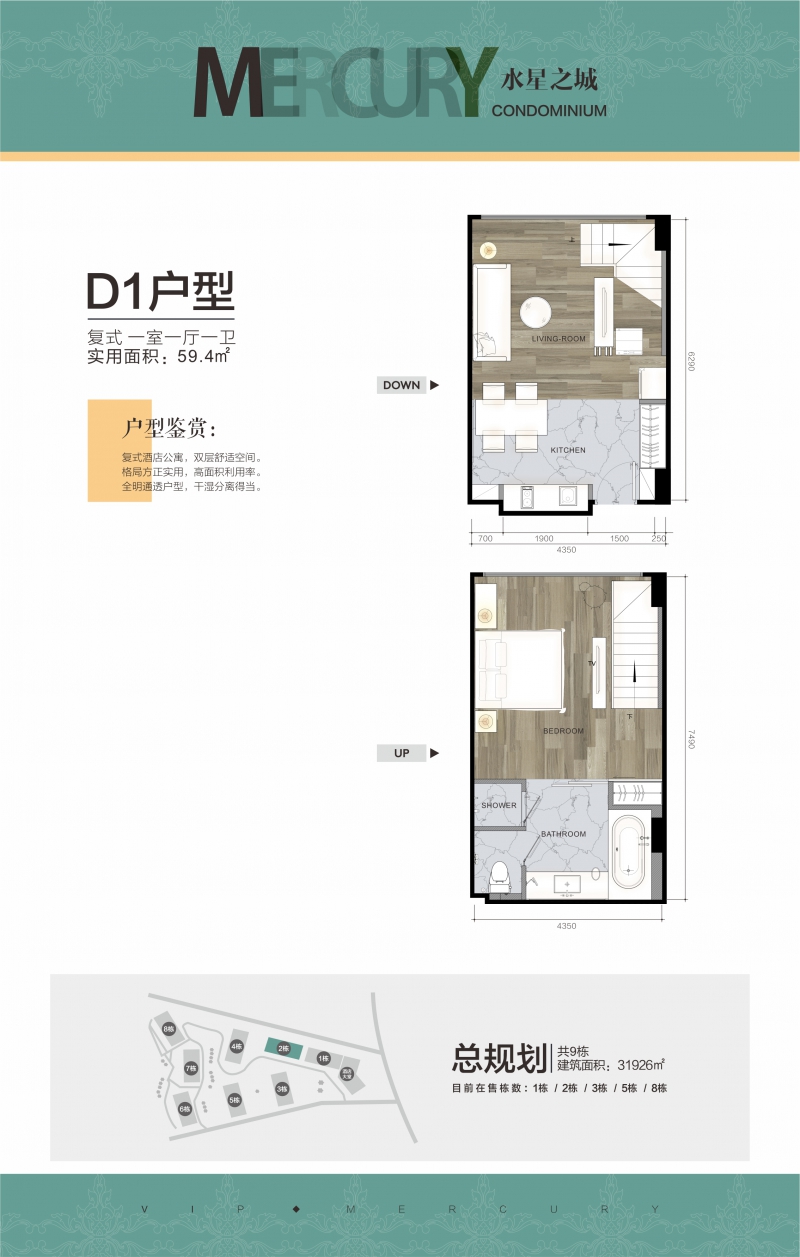 MERCURY 水星之城
CONDOMINIUM
D1户型
复式 一室一厅一卫
实用面积：59.4㎡
户型鉴赏：
复式酒店公寓，双层舒适空间。
格局方正实用，高面积利用率。
全明通透户型，干湿分离得当。
DOWN
上
LIVING-ROOM
KITCHEN
6290
700 1900 1500 250
4350
UP
TV
下
BEDROOM
SHOWER
BATHROOM
7490
4350
8栋
7栋
6栋
4栋
5栋
2栋
3栋
1栋
总规划
共9栋
建筑面积：31926㎡
目前在售栋数：1栋 / 2栋 / 3栋 / 5栋 / 8栋
VIP◆MERCURY